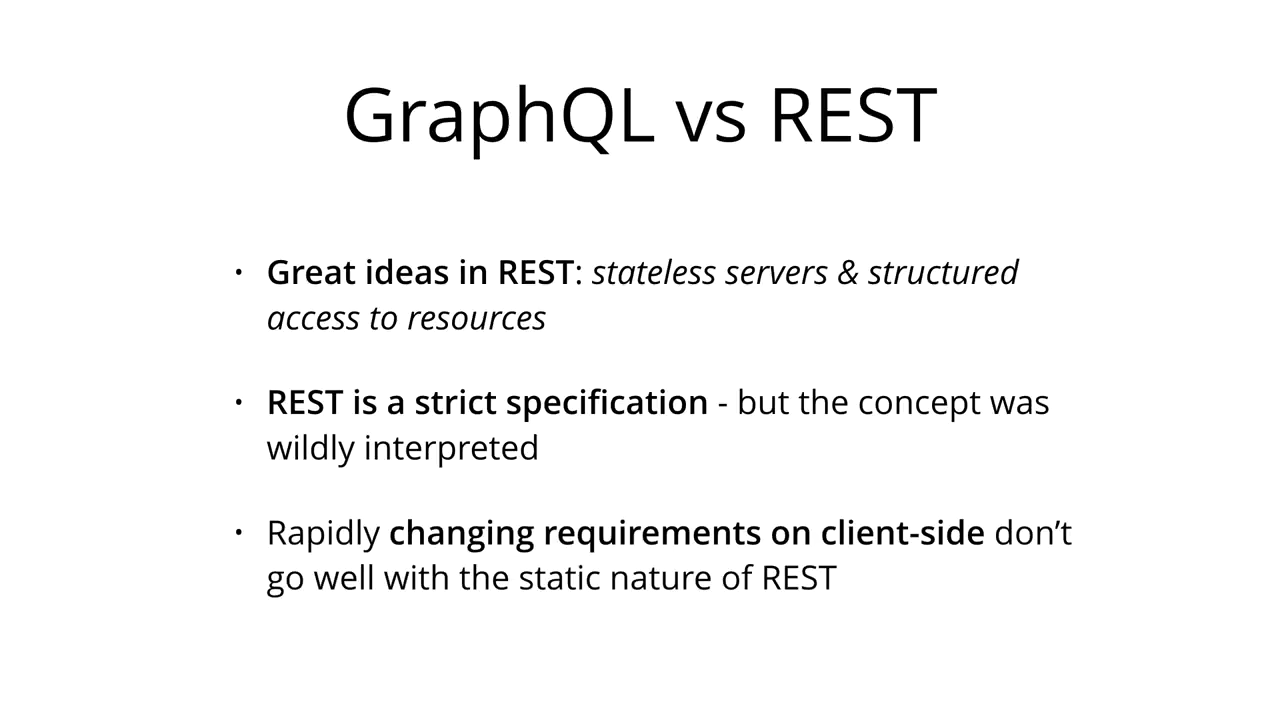 GraphQL vs REST
• Great ideas in REST: stateless servers & structured
access to resources
• REST is a strict specification - but the concept was
wildly interpreted
• Rapidly changing requirements on client-side don’t
go well with the static nature of REST